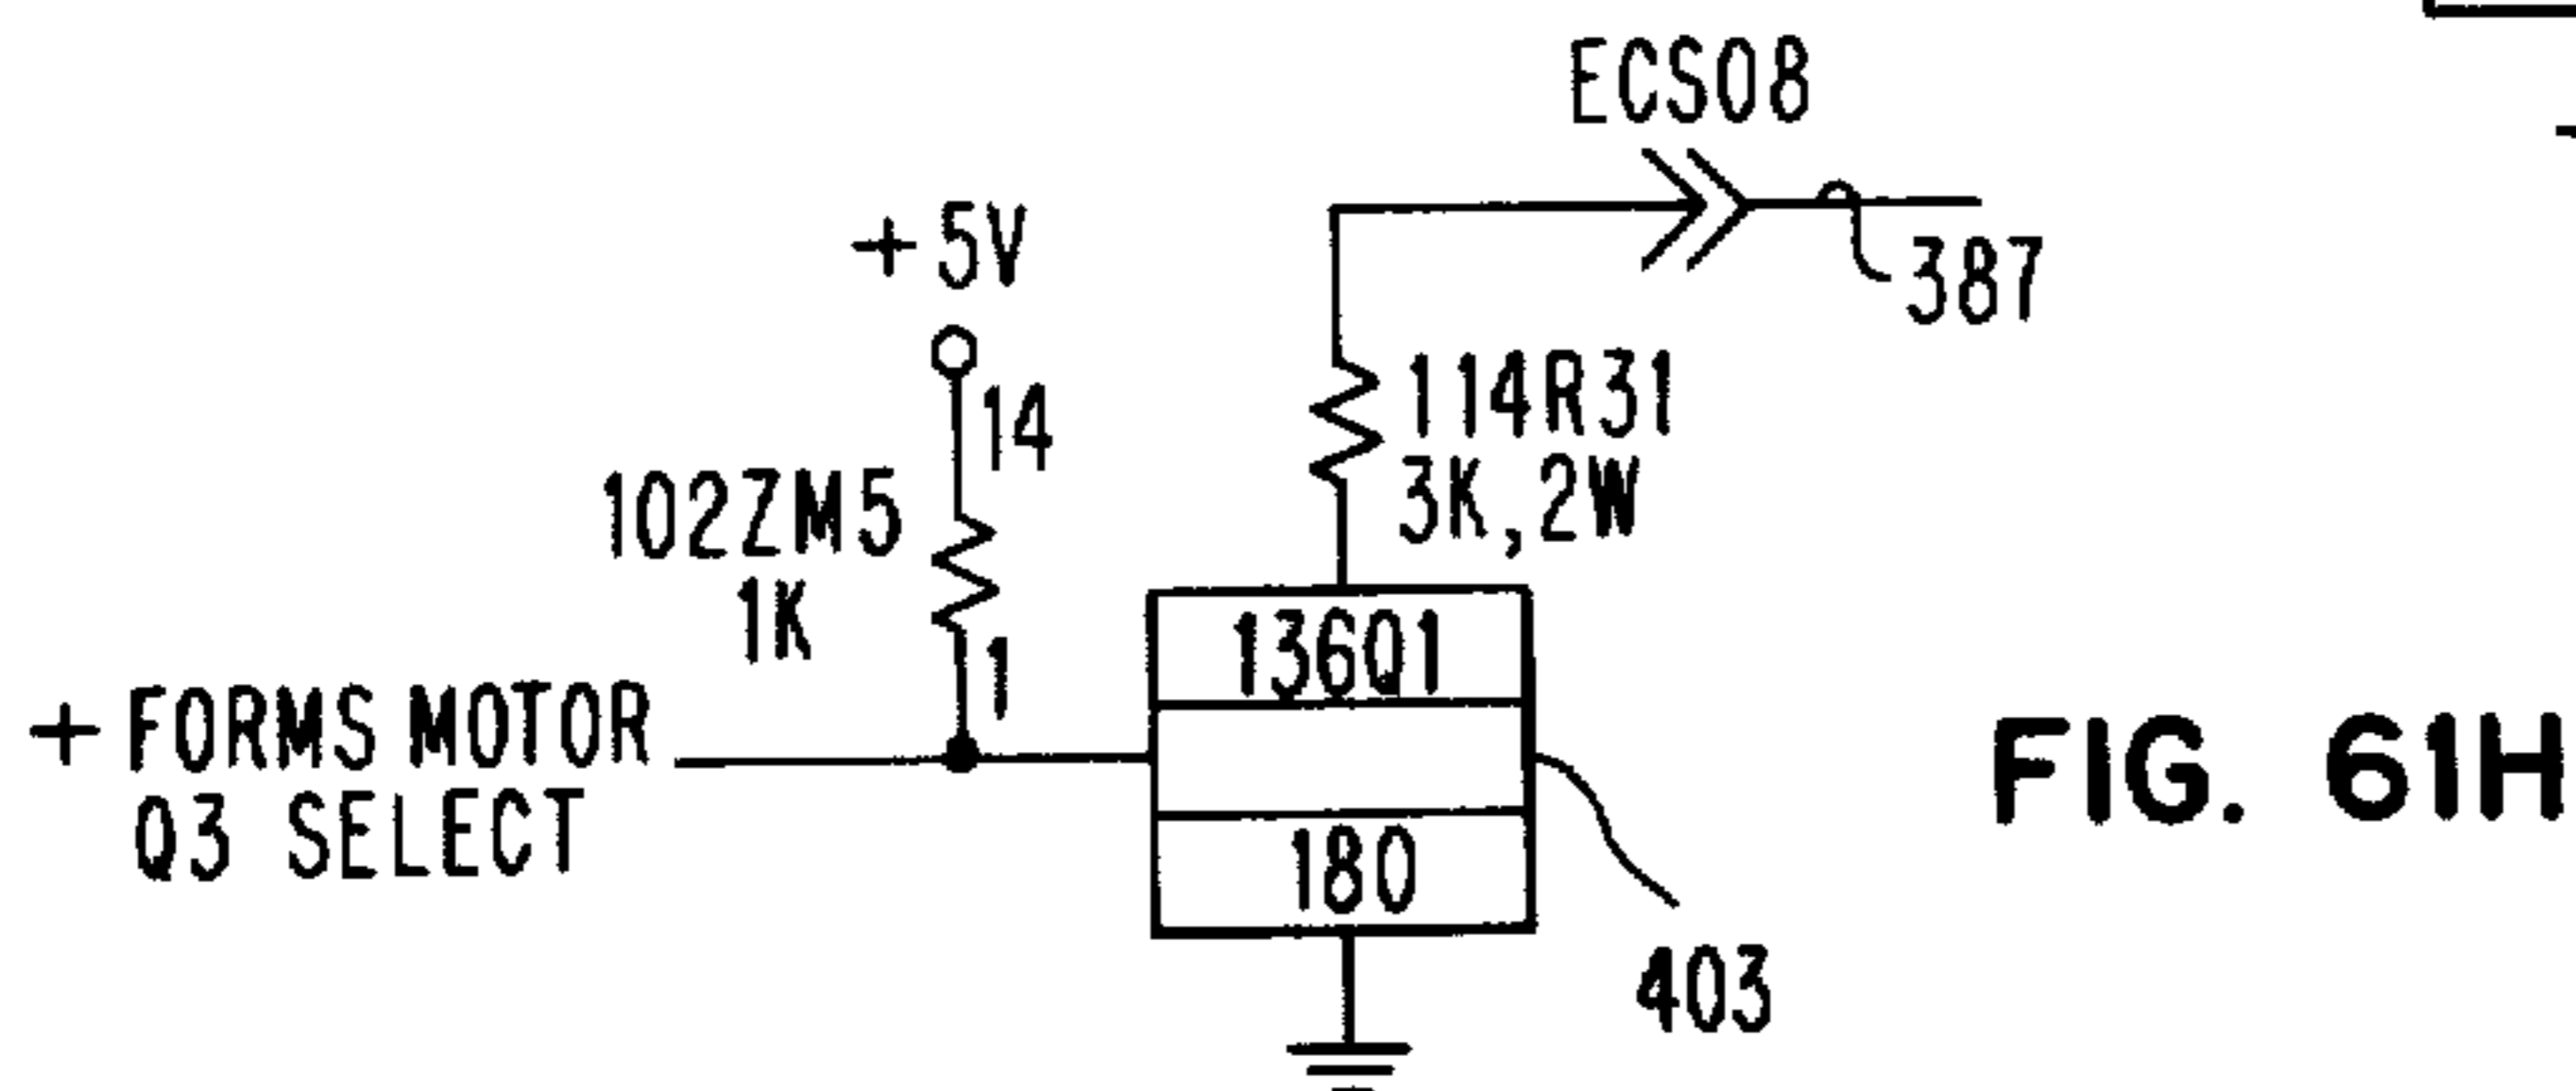 ECS08
+5V
387
14
114R31
3K,2W
102ZM5
1K
1
136Q1
+ FORMS MOTOR
Q3 SELECT
180
403
FIG. 61H